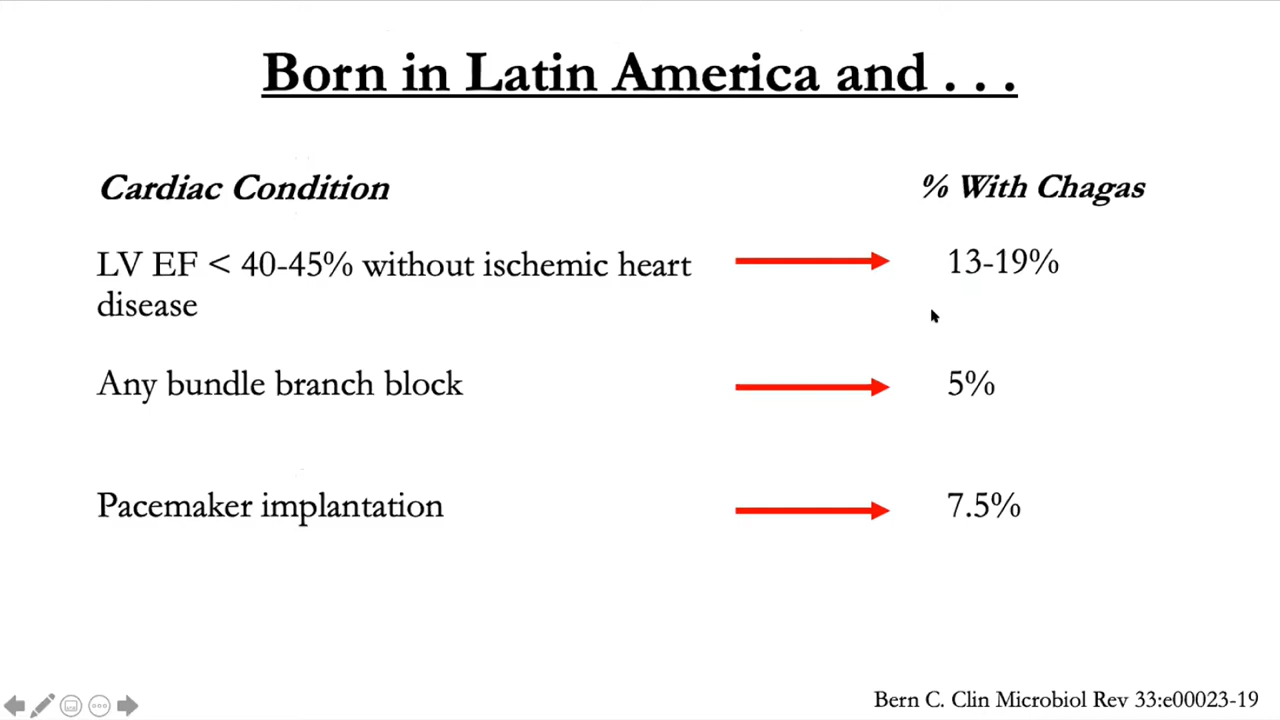 Born in Latin America and . . .
Cardiac Condition
% With Chagas
LV EF < 40-45% without ischemic heart
disease
13-19%
Any bundle branch block
5%
Pacemaker implantation
7.5%
Bern C. Clin Microbiol Rev 33:e00023-19